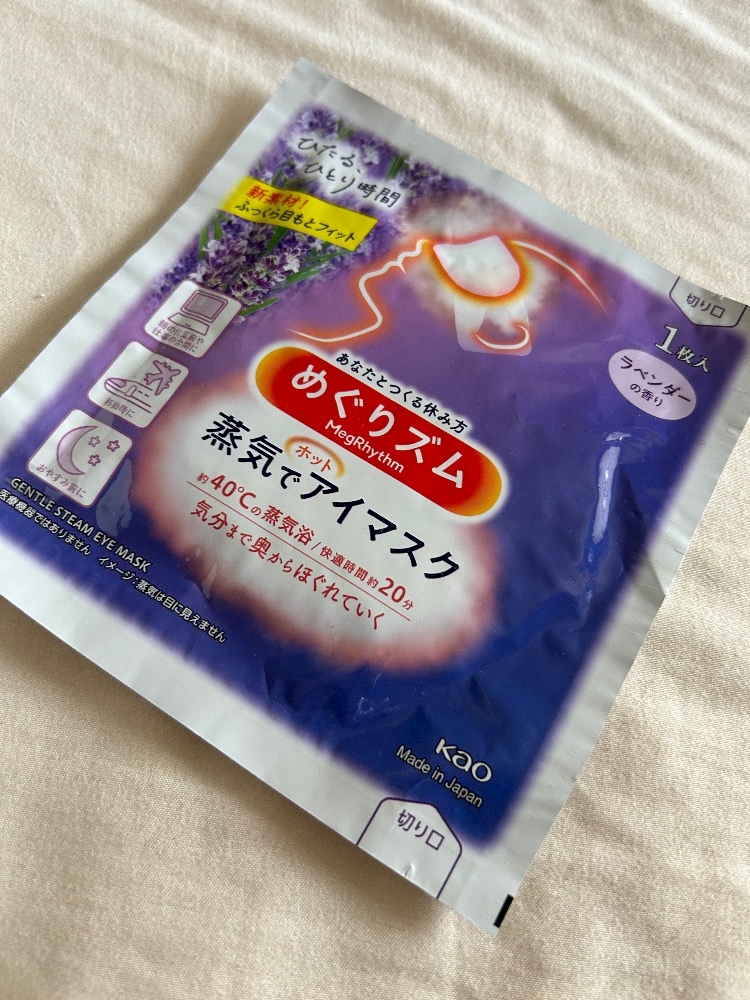 ひたる、
ひとり時間
新素材!
ふっくら目もとフィット
切り口
1枚入
ラベンダー
の香り
あなたとつくる休み方
めぐりズム
MegRhythm
蒸気でアイマスク
ホット
約40℃の蒸気浴/快適時間約20分
気分まで奥からほぐれていく
仕事の合間に
お移動時に
おやすみ前に
GENTLE STEAM EYE MASK
医療機器ではありません イメージ:蒸気は目に見えません
Kao
Made in Japan
切り口